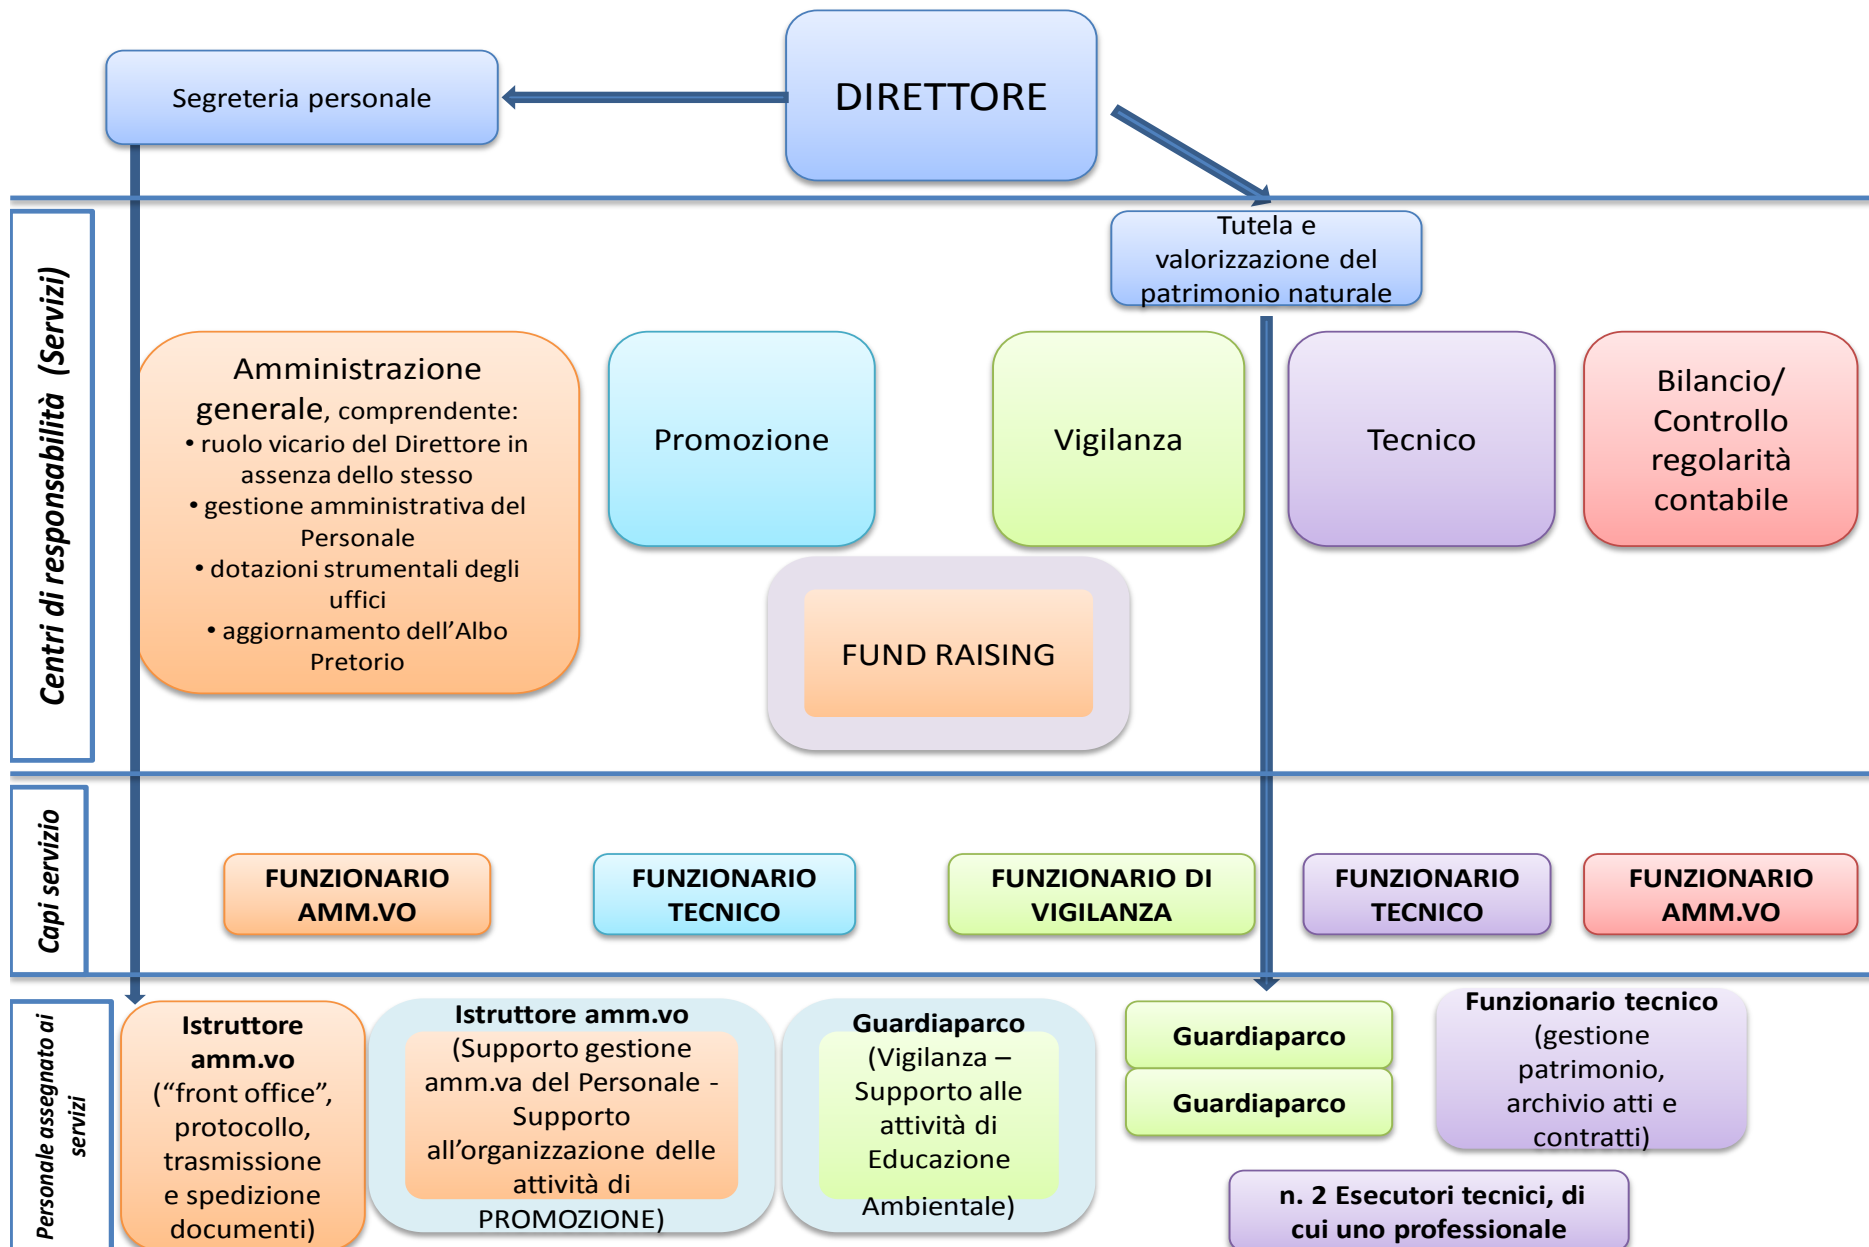 DIRETTORE
Segreteria personale
Centri di responsabilità (Servizi)
Tutela e
valorizzazione del
patrimonio naturale
Amministrazione
generale, comprendente:
• ruolo vicario del Direttore in
assenza dello stesso
• gestione amministrativa del
Personale
• dotazioni strumentali degli
uffici
• aggiornamento dell’Albo
Pretorio
Promozione
Vigilanza
Tecnico
Bilancio/
Controllo
regolarità
contabile
FUND RAISING
Capi servizio
FUNZIONARIO
AMM.VO
FUNZIONARIO
TECNICO
FUNZIONARIO DI
VIGILANZA
FUNZIONARIO
TECNICO
FUNZIONARIO
AMM.VO
Personale assegnato ai
servizi
Istruttore
amm.vo
(“front office”,
protocollo,
trasmissione
e spedizione
documenti)
Istruttore amm.vo
(Supporto gestione
amm.va del Personale -
Supporto
all’organizzazione delle
attività di
PROMOZIONE)
Guardiaparco
(Vigilanza –
Supporto alle
attività di
Educazione
Ambientale)
Guardiaparco
Guardiaparco
Funzionario tecnico
(gestione
patrimonio,
archivio atti e
contratti)
n. 2 Esecutori tecnici, di
cui uno professionale